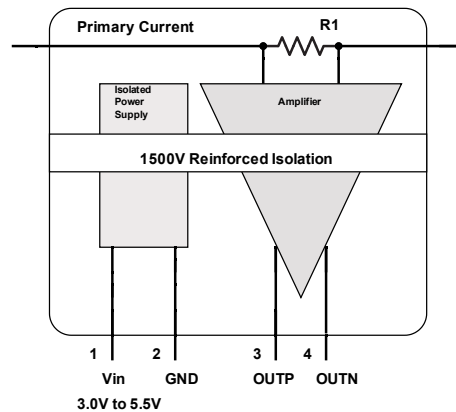 Primary Current
R1
Isolated
Power
Supply
Amplifier
1500V Reinforced Isolation
1 2 3 4
Vin GND OUTP OUTN
3.0V to 5.5V